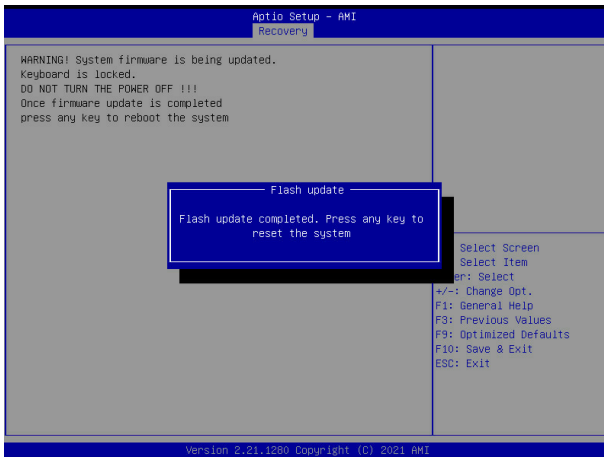 Aptio Setup – AMI
Recovery
WARNING! System firmware is being updated.
Keyboard is locked.
DO NOT TURN THE POWER OFF !!!
Once firmware update is completed
press any key to reboot the system
Flash update
Flash update completed. Press any key to
reset the system
Select Screen
Select Item
er: Select
+/-: Change Opt.
F1: General Help
F3: Previous Values
F9: Optimized Defaults
F10: Save & Exit
ESC: Exit
Version 2.21.1280 Copyright (C) 2021 AMI